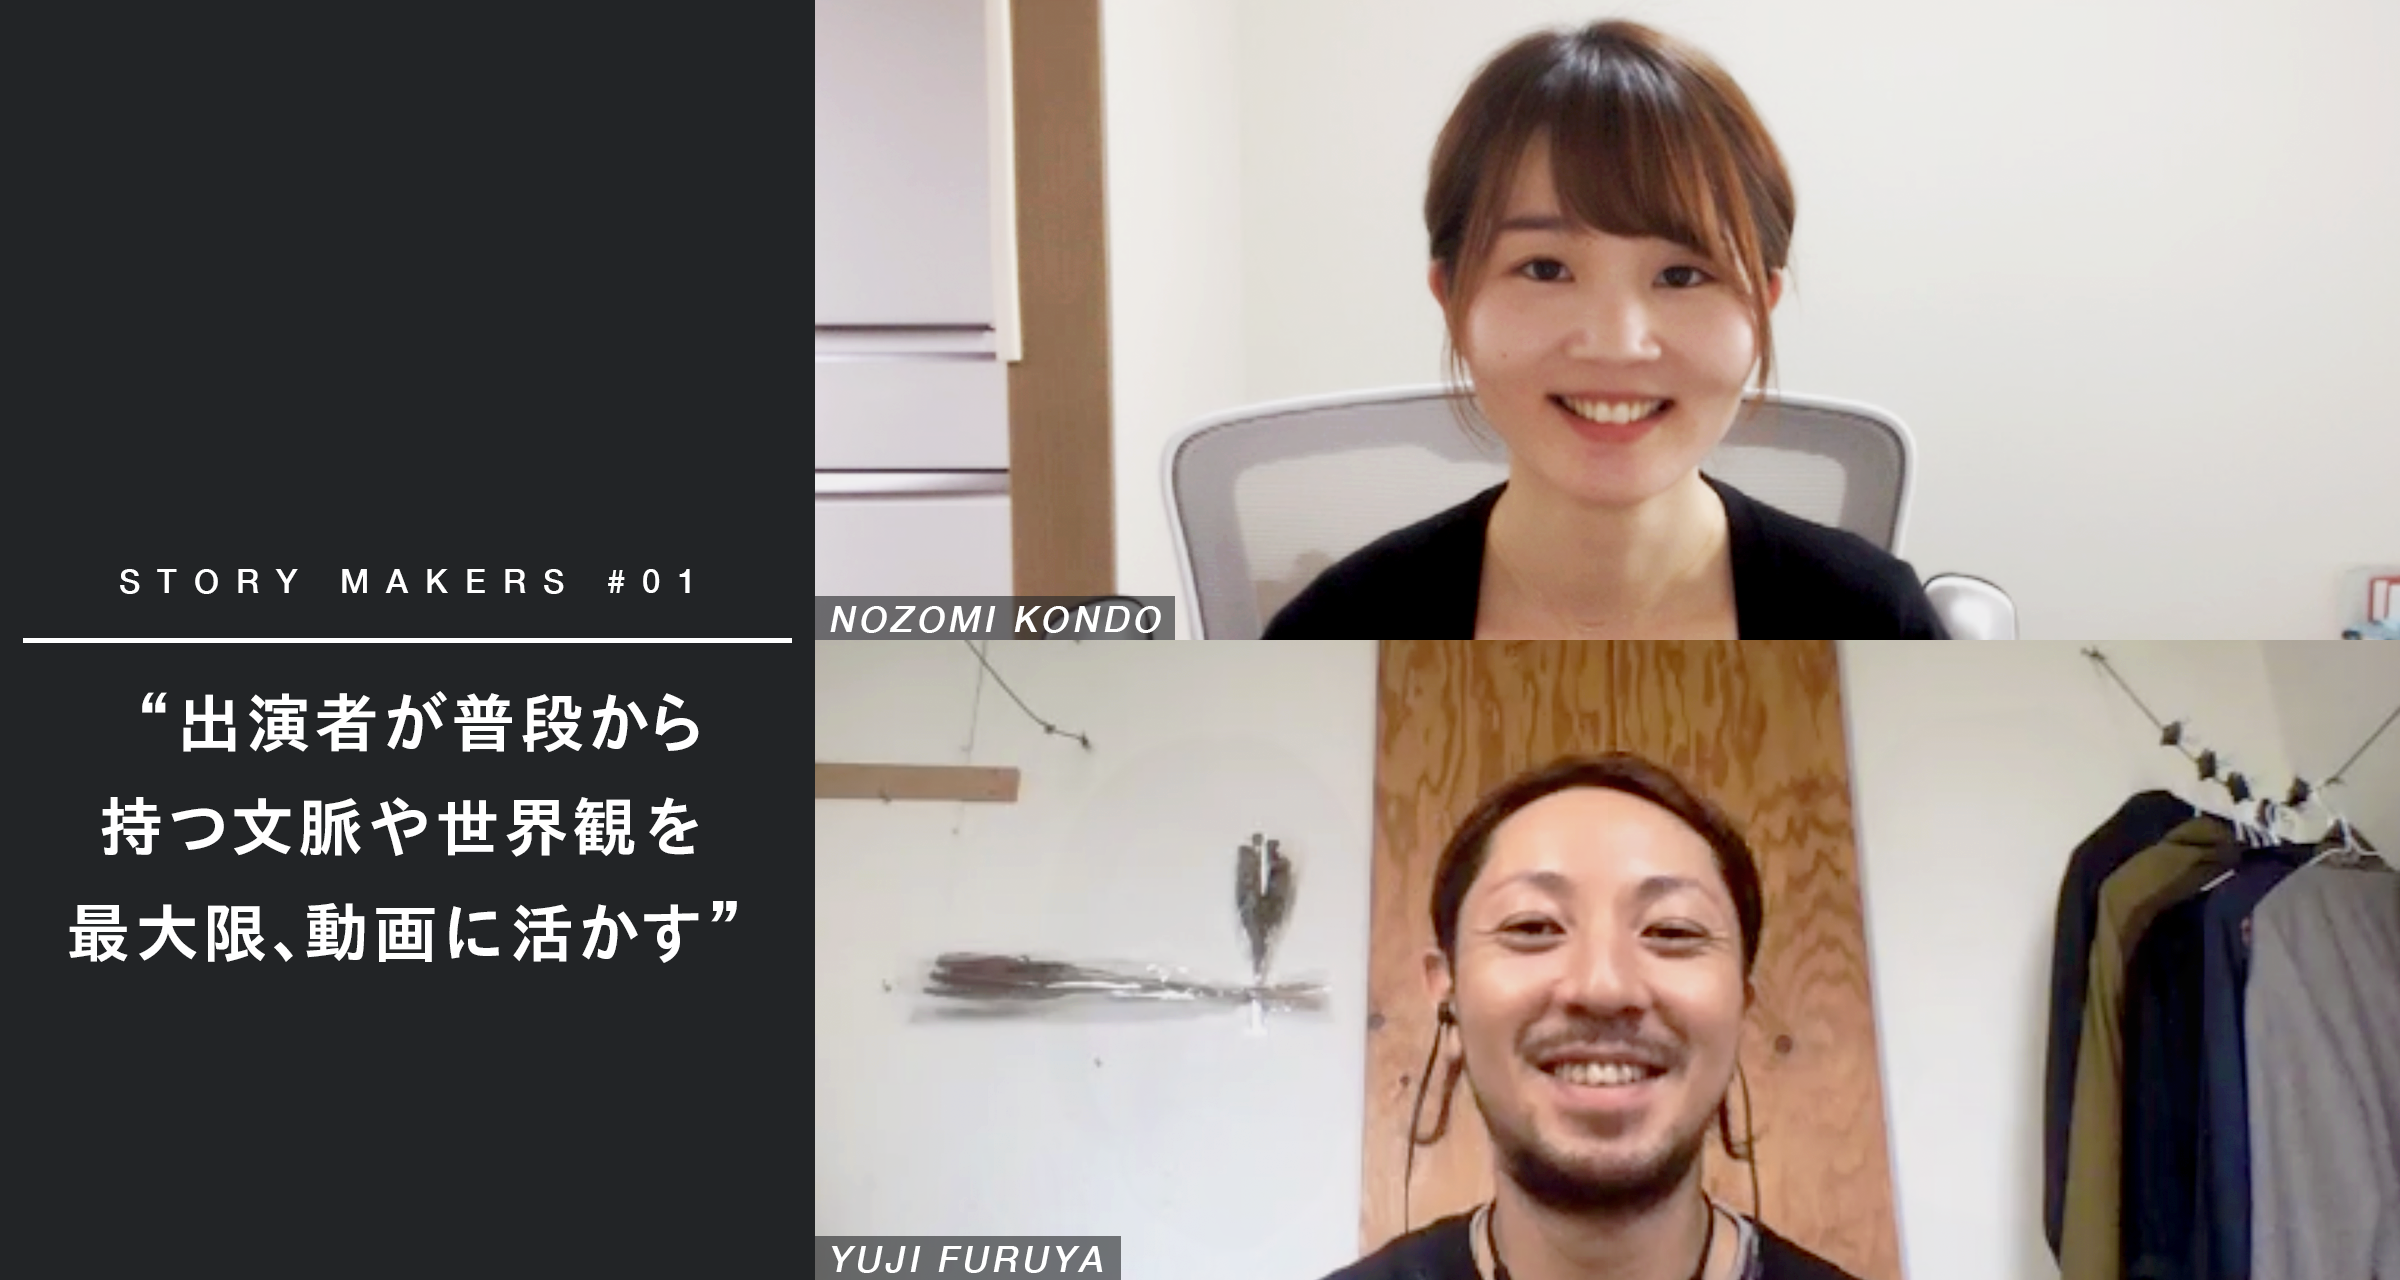 STORY MAKERS #01
“出演者が普段から
持つ文脈や世界観を
最大限、動画に活かす”
NOZOMI KONDO
YUJI FURUYA